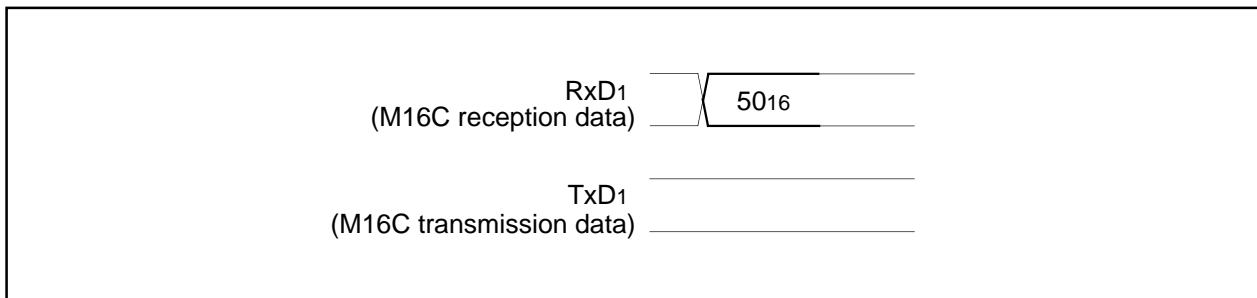 RxD1
(M16C reception data)
5016
TxD1
(M16C transmission data)